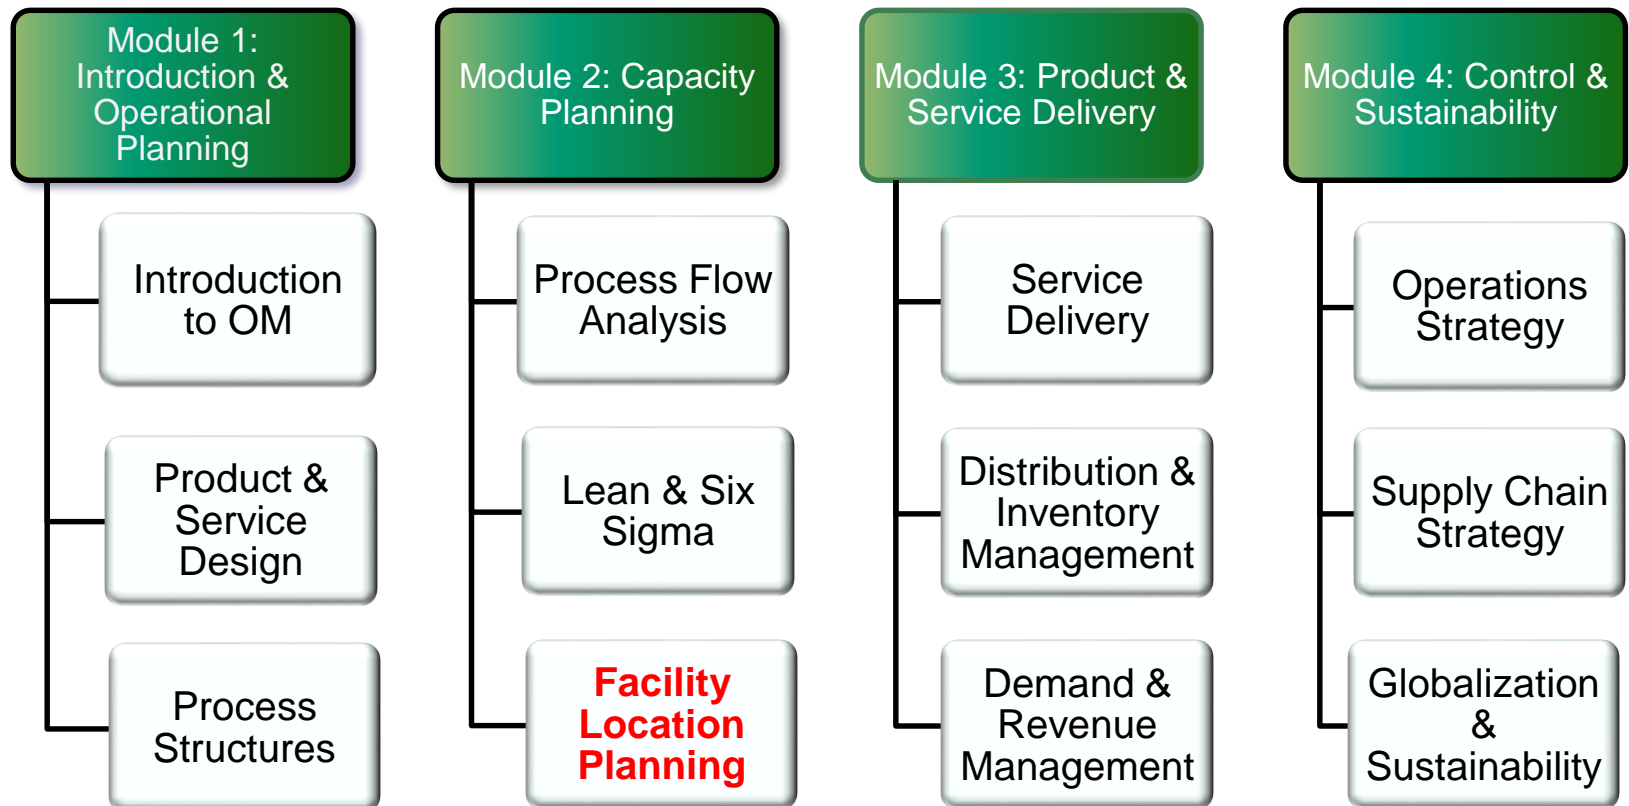 Module 1:
Introduction &
Operational
Planning
Introduction
to OM
Product &
Service
Design
Process
Structures
Module 2: Capacity
Planning
Process Flow
Analysis
Lean & Six
Sigma
Facility
Location
Planning
Module 3: Product &
Service Delivery
Service
Delivery
Distribution &
Inventory
Management
Demand &
Revenue
Management
Module 4: Control &
Sustainability
Operations
Strategy
Supply Chain
Strategy
Globalization
&
Sustainability